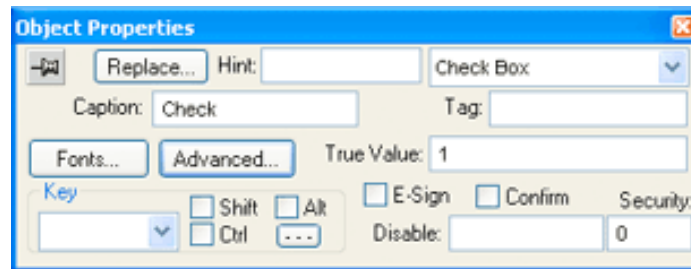 Object Properties
Replace... Hint: Check Box
Caption: Check Tag:
Fonts... Advanced... True Value: 1
Key Shift Alt E-Sign Confirm Security:
Ctrl ... Disable: 0